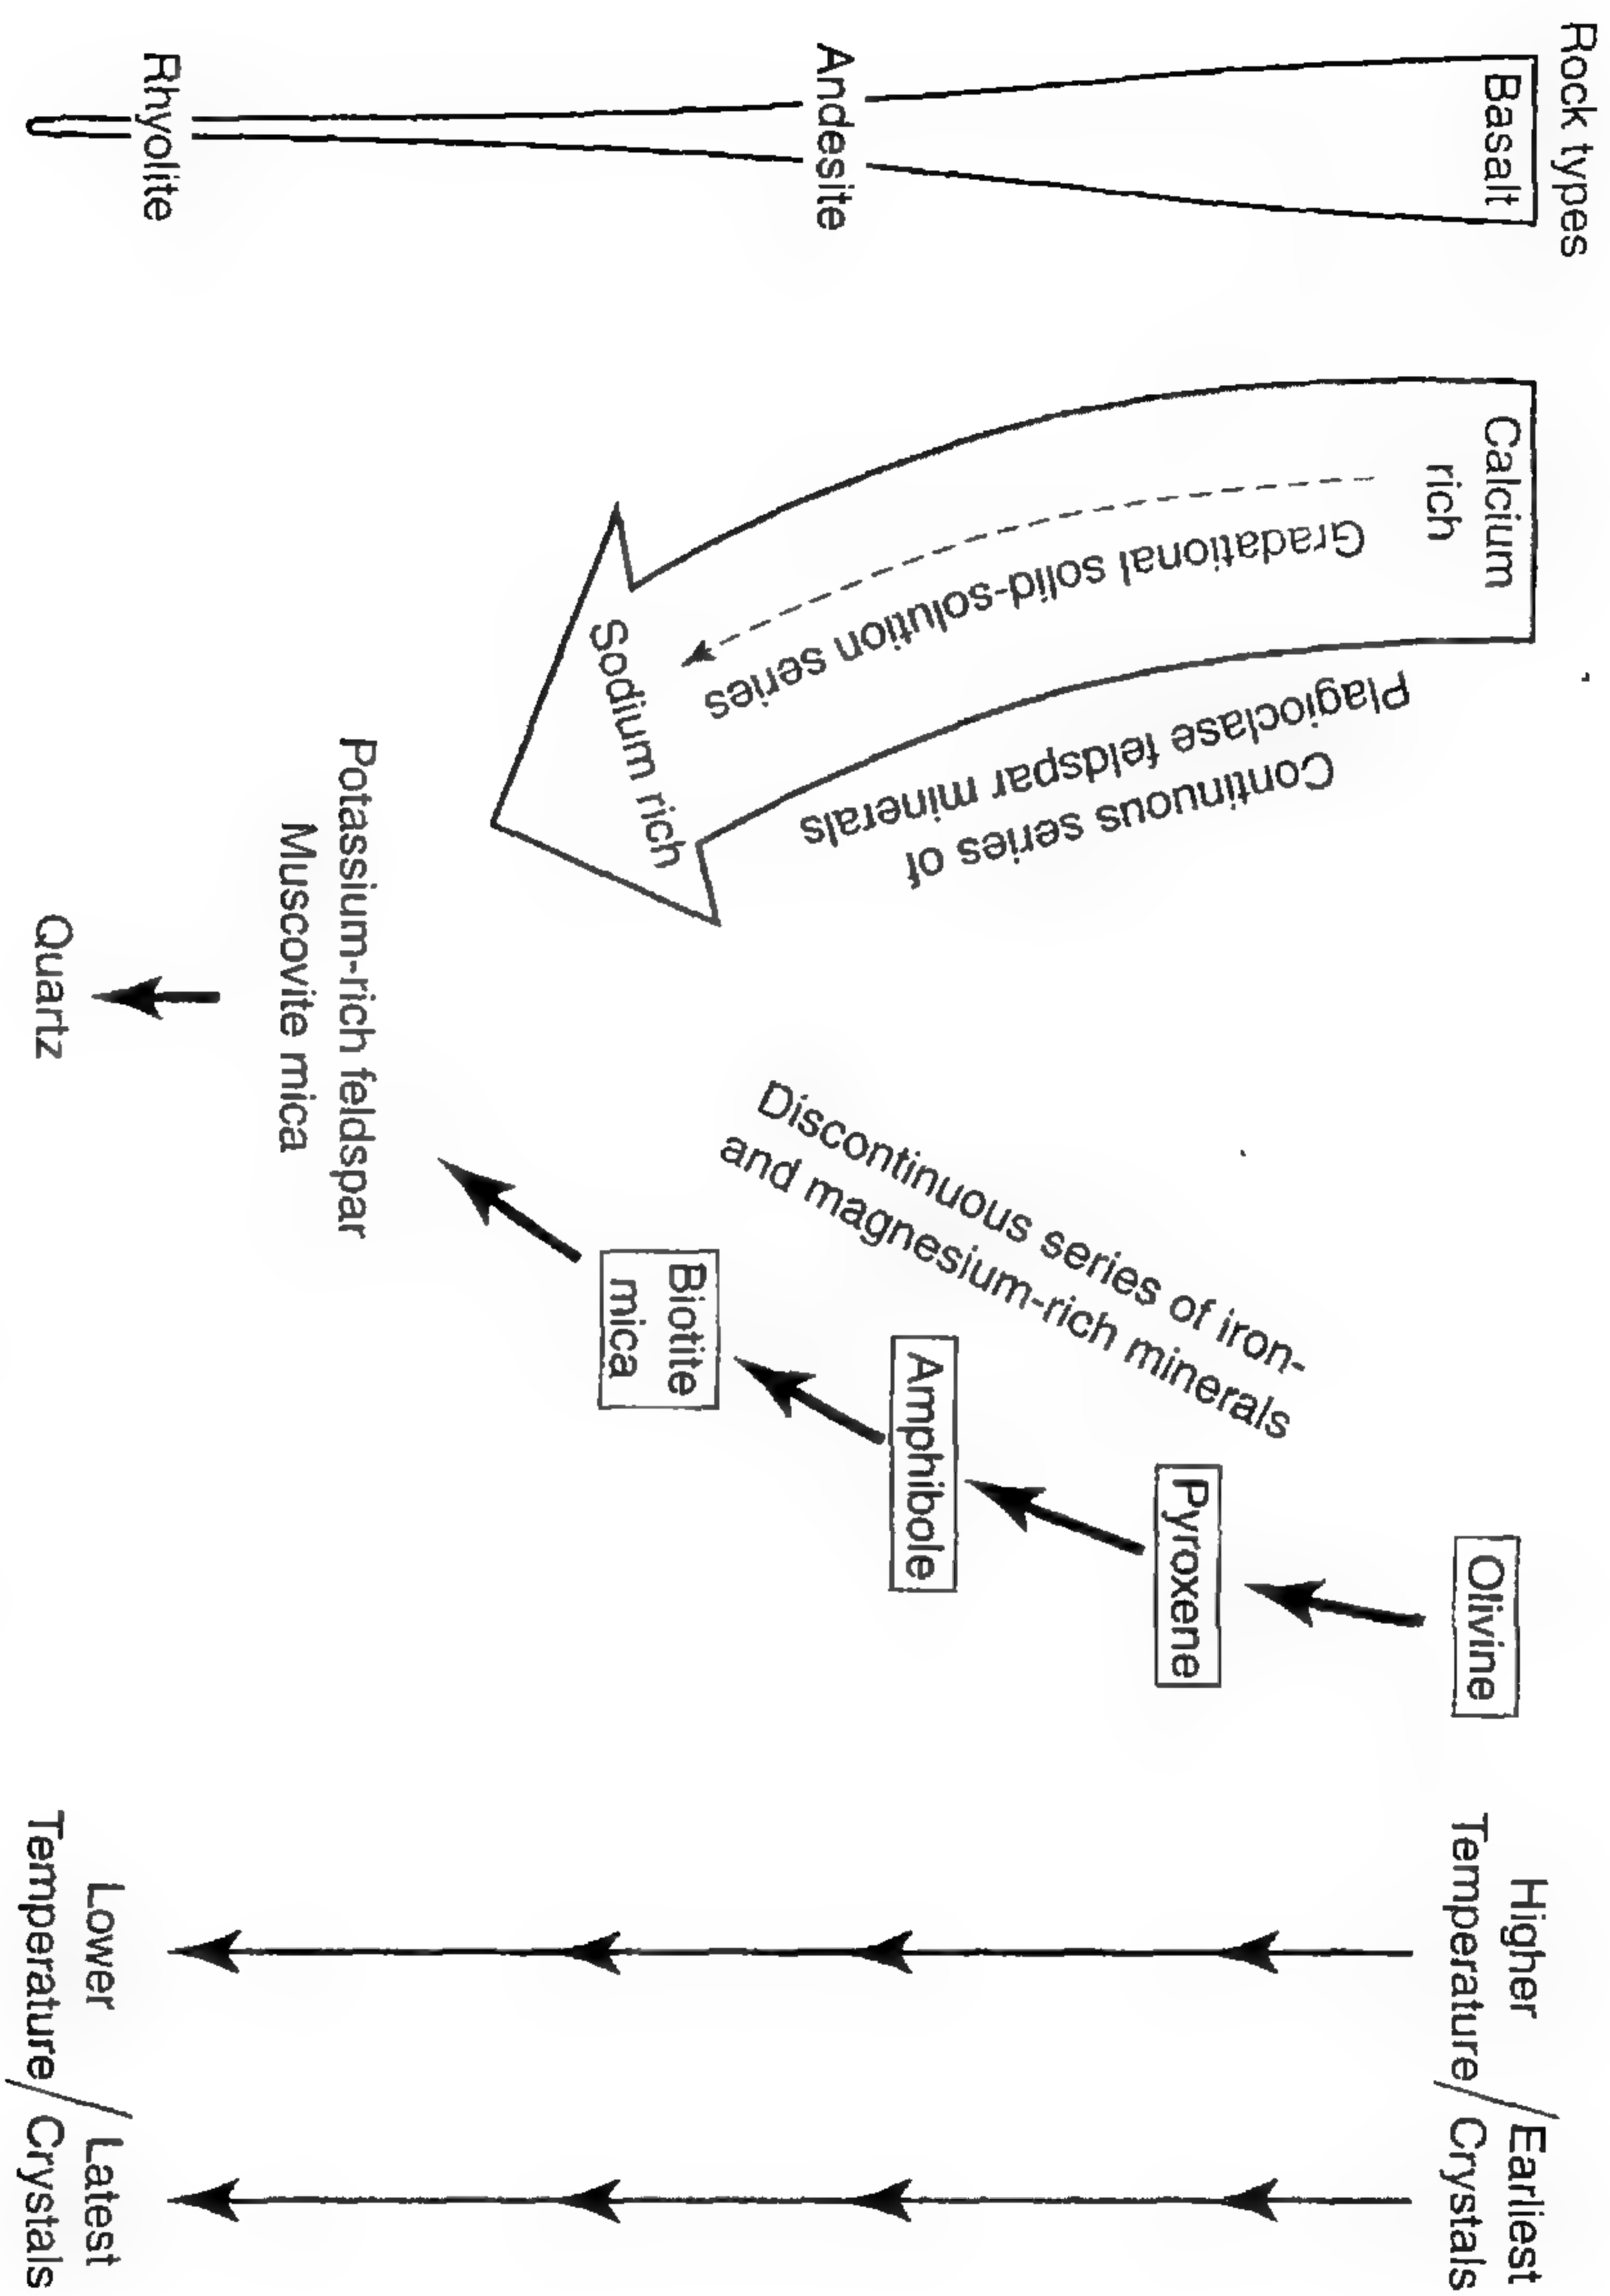 Rock types
Basalt
Andesite
Rhyolite
Calcium
rich
Gradational solid-solution series
Sodium rich
Plagioclase feldspar minerals
Continuous series of
Discontinuous series of iron-
and magnesium-rich minerals
Olivine
Pyroxene
Amphibole
Biotite
mica
Potassium-rich feldspar
Muscovite mica
Quartz
Higher / Earliest
Temperature / Crystals
Lower / Latest
Temperature / Crystals